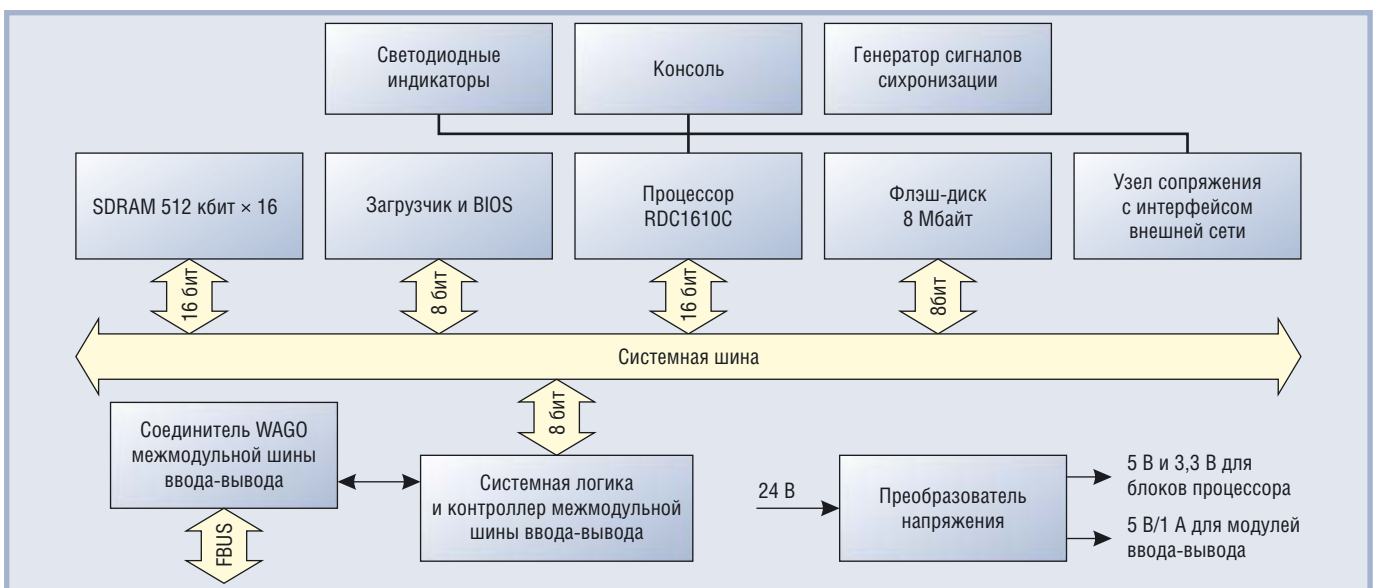 Светодиодные
индикаторы
Консоль
Генератор сигналов
сихронизации
SDRAM 512 кбит × 16
Загрузчик и BIOS
Процессор
RDC1610C
Флэш-диск
8 Мбайт
Узел сопряжения
с интерфейсом
внешней сети
16 бит
8 бит
16 бит
8бит
Системная шина
8 бит
Соединитель WAGO
межмодульной шины
ввода-вывода
Системная логика
и контроллер межмодульной
шины ввода-вывода
24 В
Преобразователь
напряжения
5 В и 3,3 В для
блоков процессора
5 В/1 А для модулей
ввода-вывода
FBUS